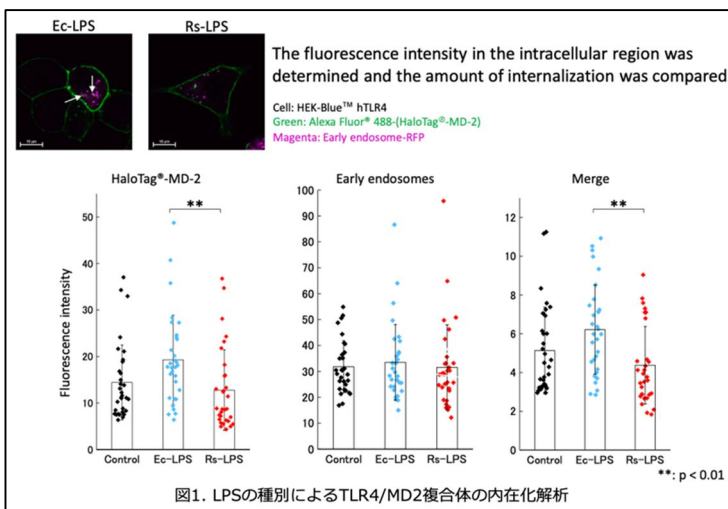 Ec-LPS
Rs-LPS
The fluorescence intensity in the intracellular region was
determined and the amount of internalization was compared
Cell: HEK-Blue™ hTLR4
Green: Alexa Fluor® 488-(HaloTag®-MD-2)
Magenta: Early endosome-RFP
10 µm
10 µm
HaloTag®-MD-2
Early endosomes
Merge
**
**
Fluorescence intensity
50
40
30
20
10
0
100
90
80
70
60
50
40
30
20
10
0
12
10
8
6
4
2
0
Control
Ec-LPS
Rs-LPS
Control
Ec-LPS
Rs-LPS
Control
Ec-LPS
Rs-LPS
**: p < 0.01
図1. LPSの種別によるTLR4/MD2複合体の内在化解析